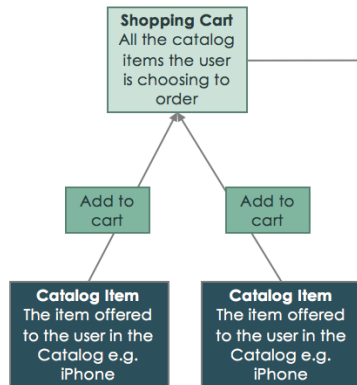 Shopping Cart
All the catalog
items the user
is choosing to
order
Add to
cart
Add to
cart
Catalog Item
The item offered
to the user in the
Catalog e.g.
iPhone
Catalog Item
The item offered
to the user in the
Catalog e.g.
iPhone